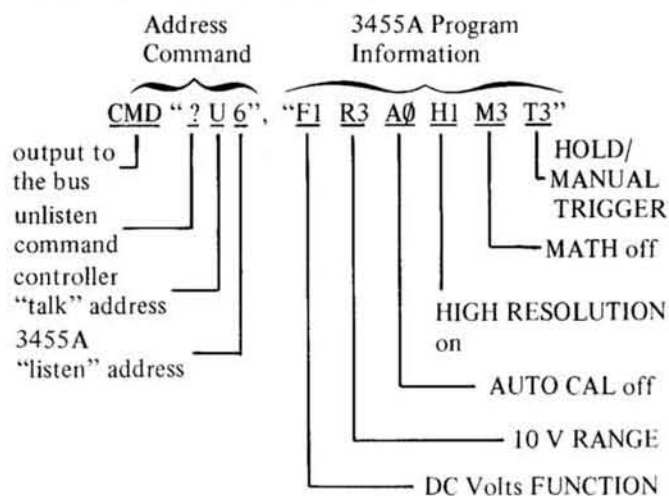 Address Command
3455A Program Information
CMD “? U 6”, “F1 R3 AØ H1 M3 T3”
output to the bus
unlisten command
controller “talk” address
3455A “listen” address
HOLD/ MANUAL TRIGGER
MATH off
HIGH RESOLUTION on
AUTO CAL off
10 V RANGE
DC Volts FUNCTION